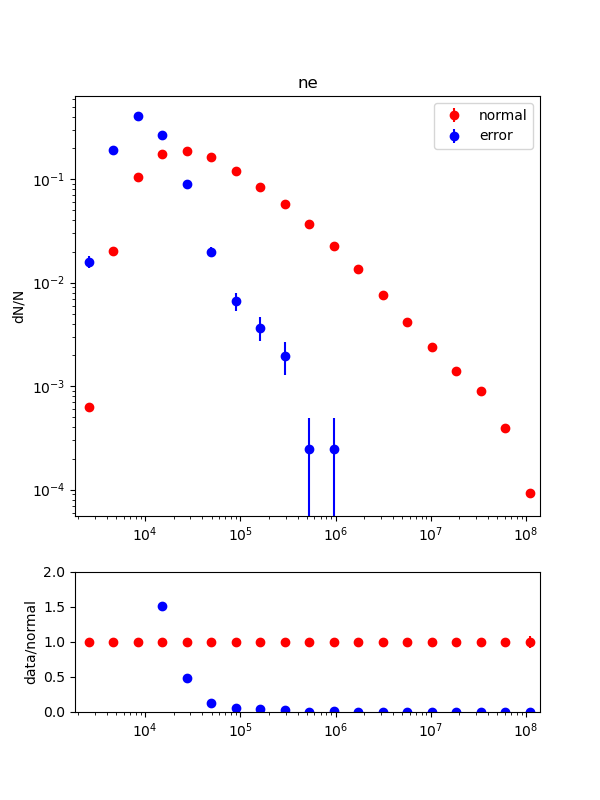 ne
normal
error
dN/N
10⁻¹
10⁻²
10⁻³
10⁻⁴
10⁴ 10⁵ 10⁶ 10⁷ 10⁸
data/normal
2.0
1.5
1.0
0.5
0.0
10⁴ 10⁵ 10⁶ 10⁷ 10⁸